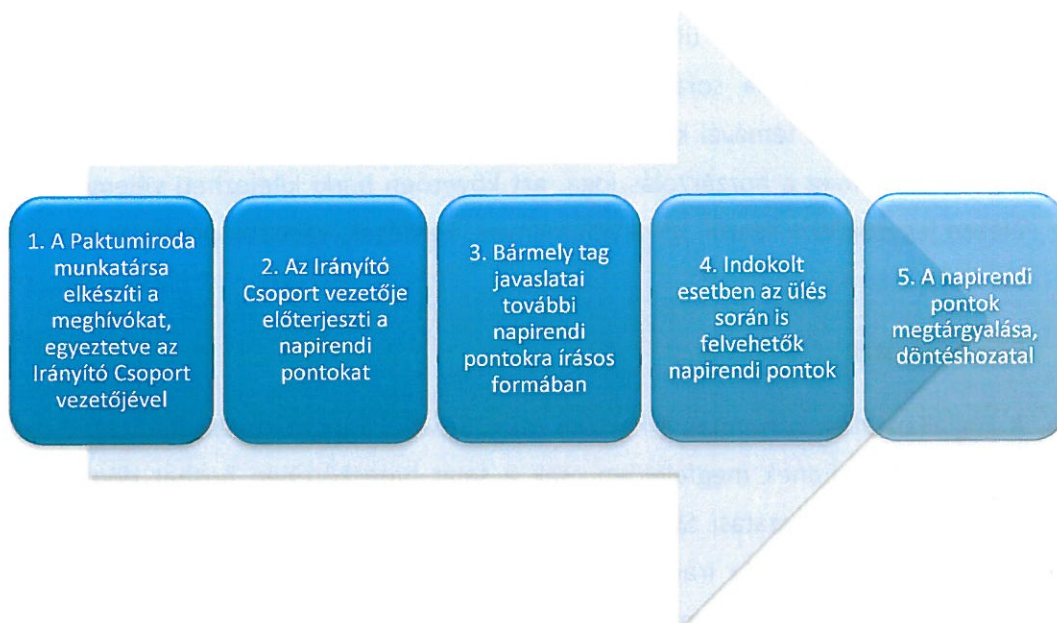 1. A Paktumiroda
munkatársa
elkészíti a
meghívókat,
egyeztetve az
Irányító Csoport
vezetőjével
2. Az Irányító
Csoport vezetője
előterjeszti a
napirendi
pontokat
3. Bármely tag
javaslatai
további
napirendi
pontokra írásos
formában
4. Indokolt
esetben az ülés
során is
felvehetők
napirendi pontok
5. A napirendi
pontok
megtárgyalása,
döntéshozatal